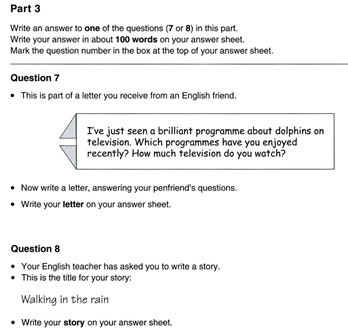 Part 3
Write an answer to one of the questions (7 or 8) in this part.
Write your answer in about 100 words on your answer sheet.
Mark the question number in the box at the top of your answer sheet.
Question 7
• This is part of a letter you receive from an English friend.
I've just seen a brilliant programme about dolphins on
television. Which programmes have you enjoyed
recently? How much television do you watch?
• Now write a letter, answering your penfriend's questions.
• Write your letter on your answer sheet.
Question 8
• Your English teacher has asked you to write a story.
• This is the title for your story:
Walking in the rain
• Write your story on your answer sheet.